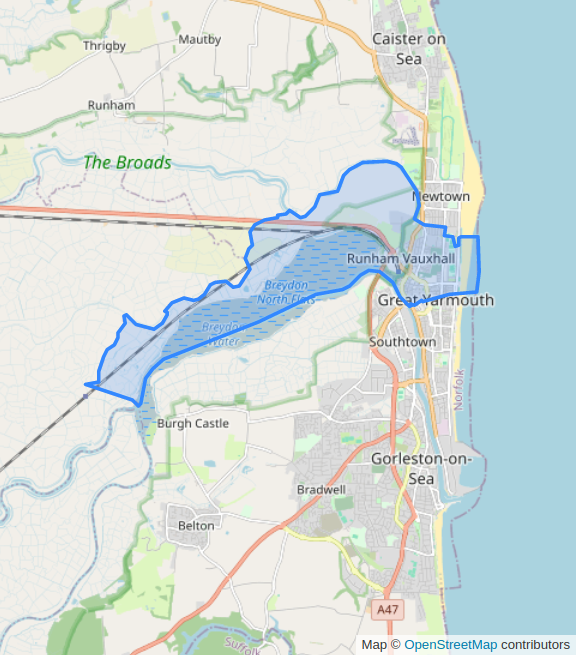 Caister on
Sea
Mautby
Thrigby
Runham
The Broads
Newtown
Runham Vauxhall
Breydon
North Flats
Great Yarmouth
Breydon
Water
Southtown
Norfolk
Burgh Castle
Gorleston-on-
Sea
Bradwell
Belton
A47
Suffolk
Map © OpenStreetMap contributors